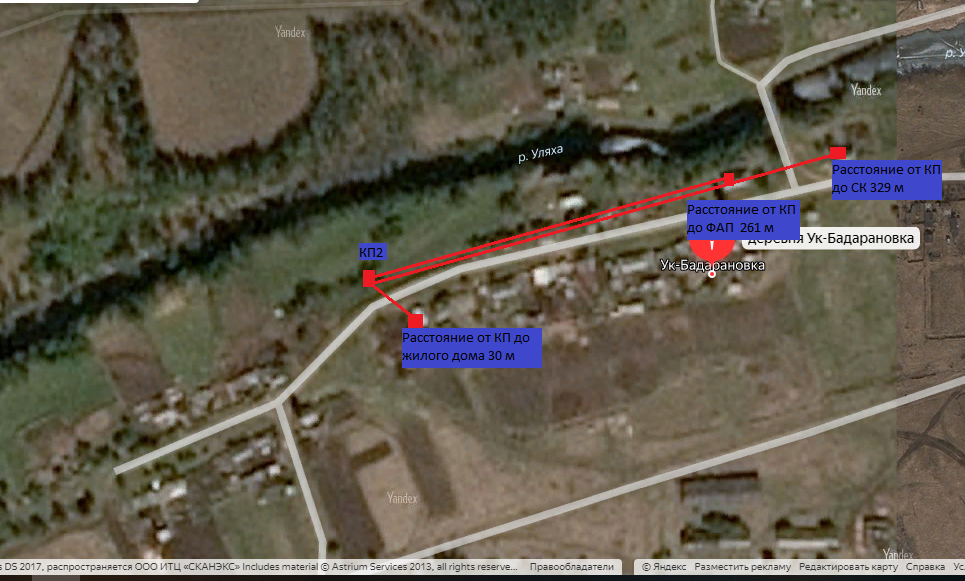 Yandex
Yandex
р. У
р. Уляха
Расстояние от КП
до СК 329 м
Расстояние от КП
до ФАП 261 м
деревня Ук-Бадарановка
КП2
Ук-Бадарановка
Расстояние от КП до
жилого дома 30 м
Yandex
Yandex
s DS 2017, распространяется ООО ИТЦ «СКАНЭКС» Includes material © Astrium Services 2013, all rights reserve... Правообладатели © Яндекс Разместить рекламу Редактировать карту Справка Ус